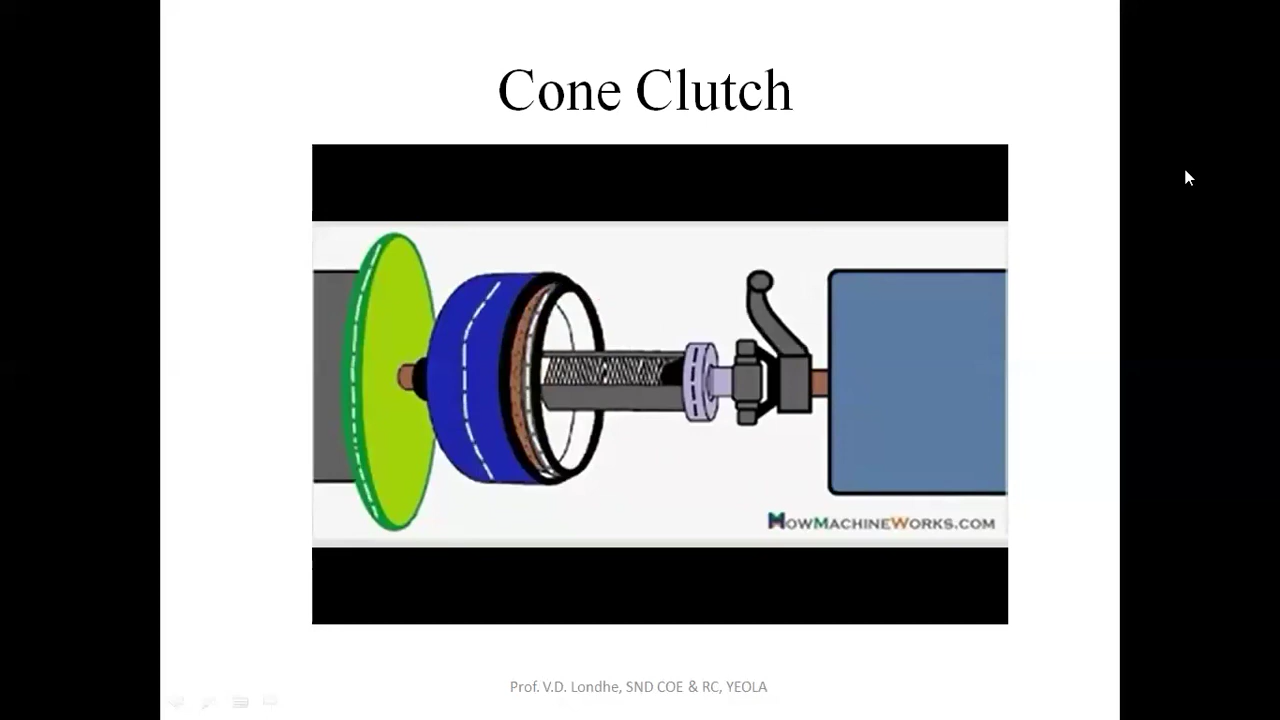 Cone Clutch
HowMachineWorks.com
Prof. V.D. Londhe, SND COE & RC, YEOLA